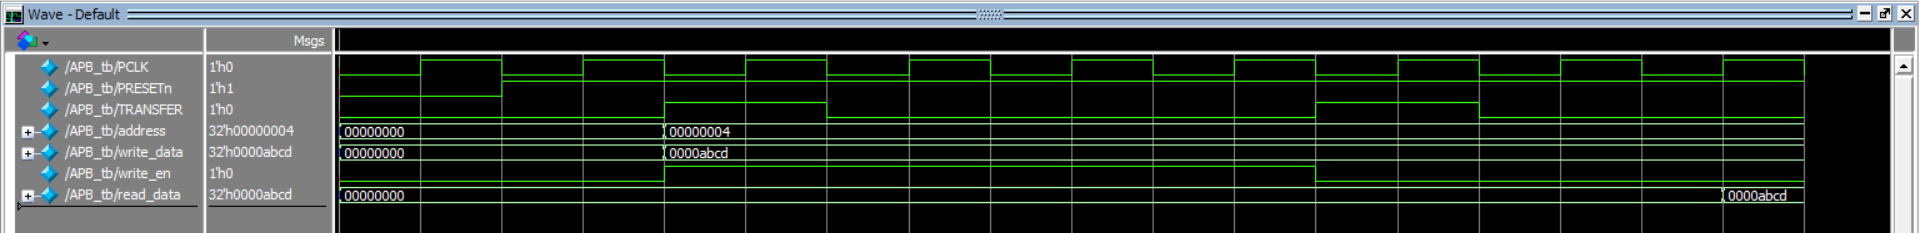 Wave - Default
Msgs
/APB_tb/PCLK 1'h0
/APB_tb/PRESETn 1'h1
/APB_tb/TRANSFER 1'h0
/APB_tb/address 32'h00000004 00000000 00000004
/APB_tb/write_data 32'h0000abcd 00000000 0000abcd
/APB_tb/write_en 1'h0
/APB_tb/read_data 32'h0000abcd 00000000 0000abcd